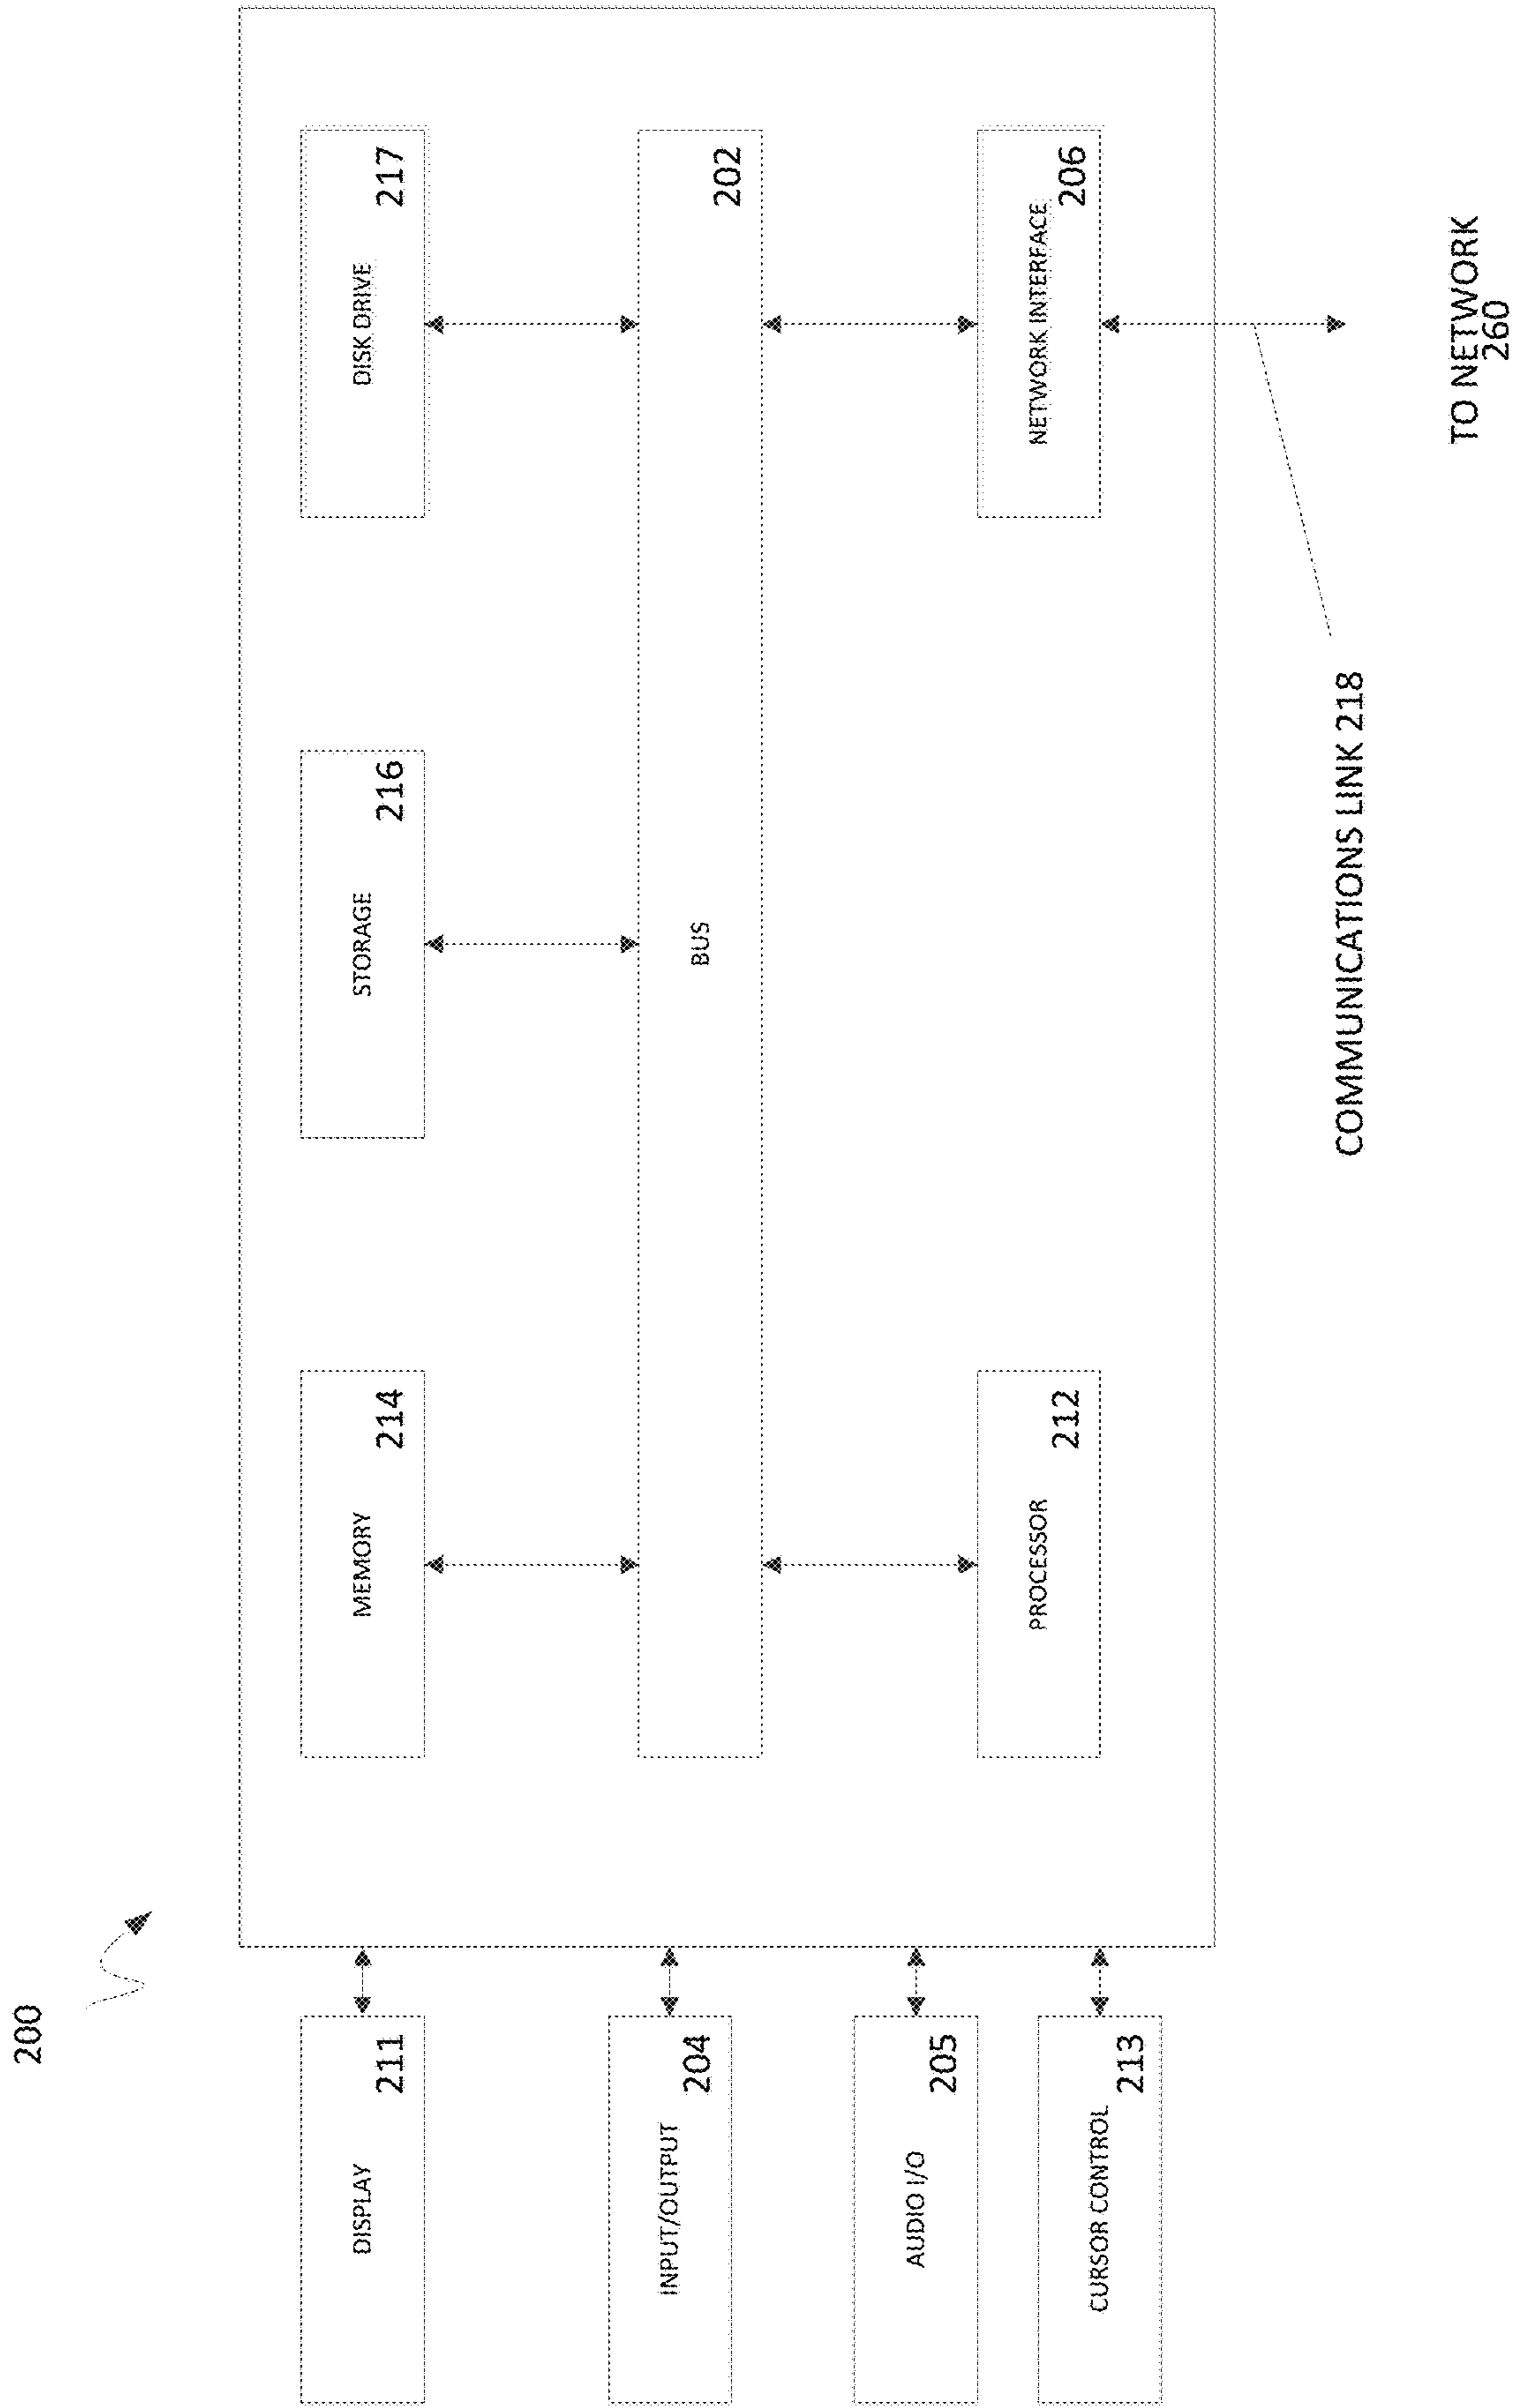 200
DISPLAY
211
MEMORY
214
STORAGE
216
DISK DRIVE
217
INPUT/OUTPUT
204
BUS
202
AUDIO I/O
205
CURSOR CONTROL
213
PROCESSOR
212
NETWORK INTERFACE
206
COMMUNICATIONS LINK 218
TO NETWORK
260